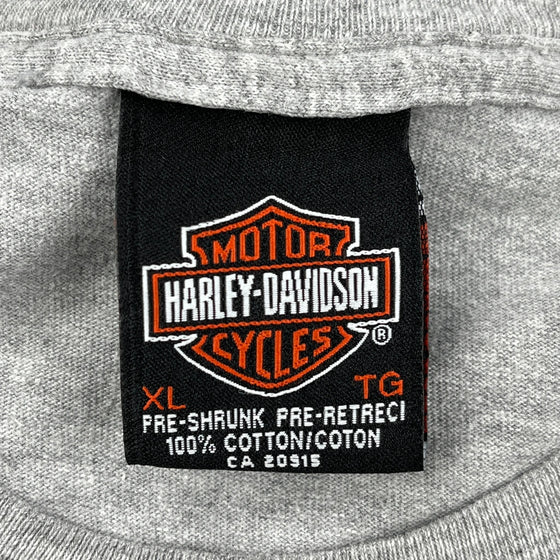 MOTOR
HARLEY-DAVIDSON
CYCLES ®
XL TG
PRE-SHRUNK PRE-RETRECI
100% COTTON/COTON
CA 20915